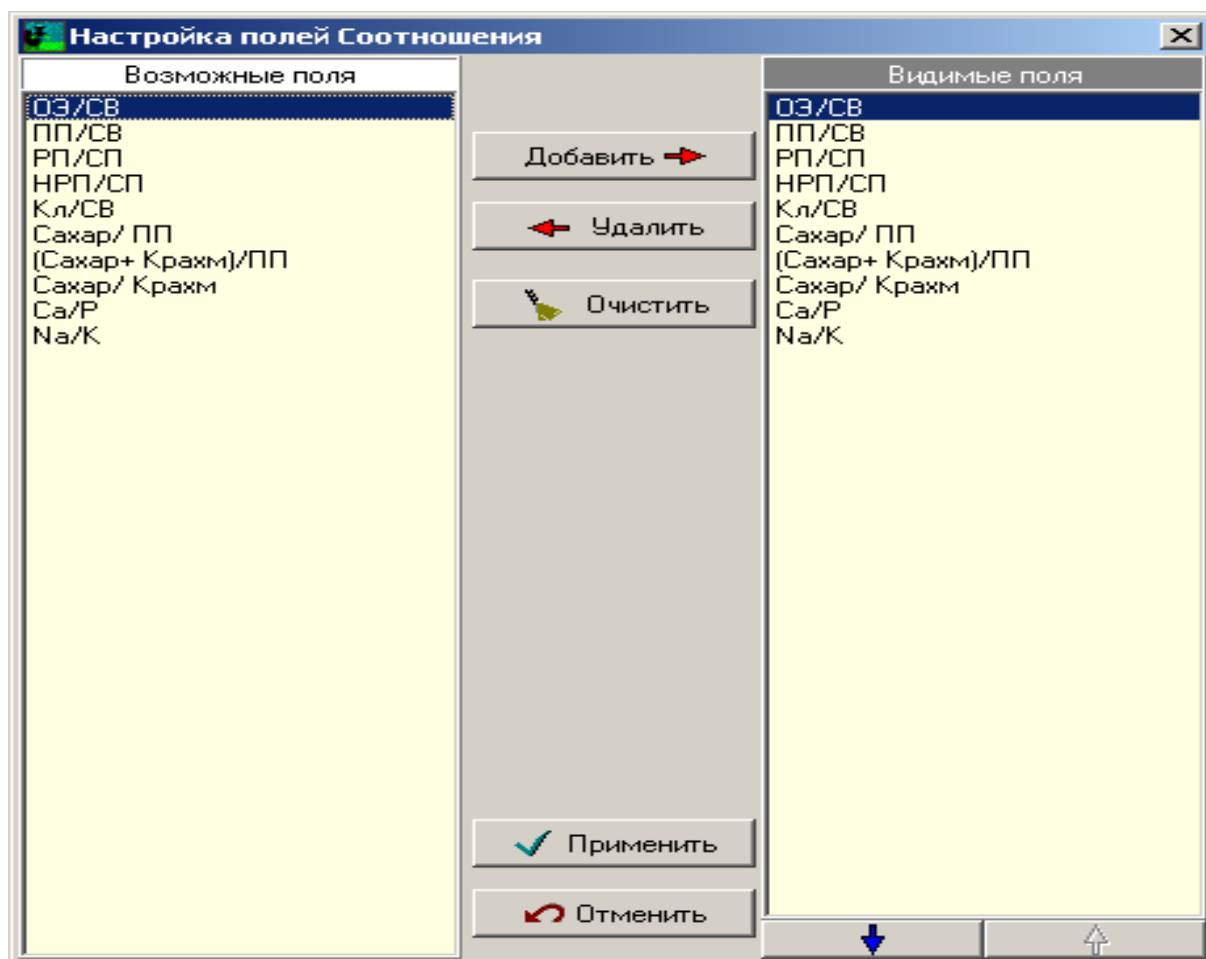 Настройка полей Соотношения
Возможные поля
ОЭ/СВ
ПП/СВ
РП/СП
НРП/СП
Кл/СВ
Сахар/ ПП
(Сахар+ Крахм)/ПП
Сахар/ Крахм
Ca/P
Na/K
Добавить
Удалить
Очистить
Применить
Отменить
Видимые поля
ОЭ/СВ
ПП/СВ
РП/СП
НРП/СП
Кл/СВ
Сахар/ ПП
(Сахар+ Крахм)/ПП
Сахар/ Крахм
Ca/P
Na/K